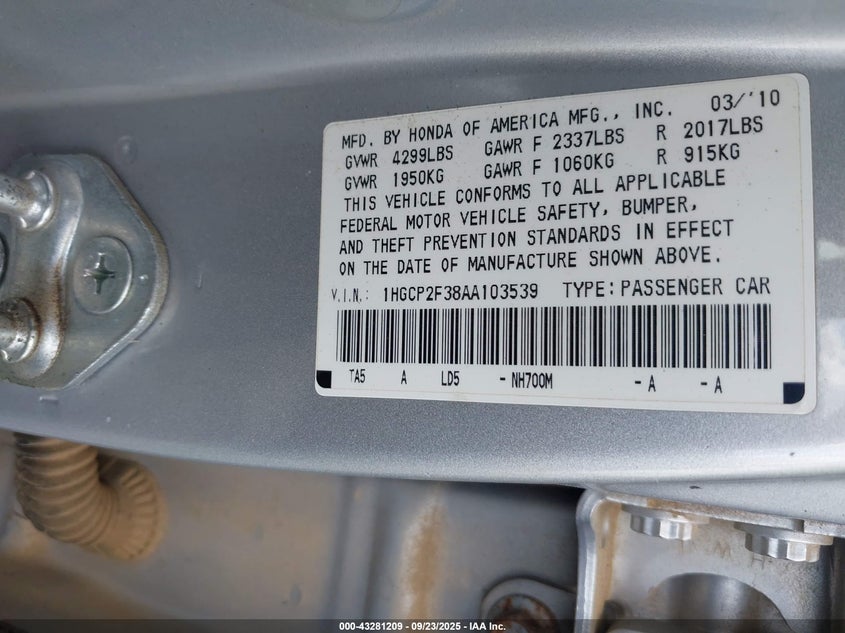 MFD. BY HONDA OF AMERICA MFG., INC. 03/'10
GVWR 4299LBS GAWR F 2337LBS R 2017LBS
GVWR 1950KG GAWR F 1060KG R 915KG
THIS VEHICLE CONFORMS TO ALL APPLICABLE
FEDERAL MOTOR VEHICLE SAFETY, BUMPER,
AND THEFT PREVENTION STANDARDS IN EFFECT
ON THE DATE OF MANUFACTURE SHOWN ABOVE.
V.I.N.: 1HGCP2F38AA103539 TYPE: PASSENGER CAR
TA5 A LD5 -NH700M -A -A
000-43281209 - 09/23/2025 - IAA Inc.